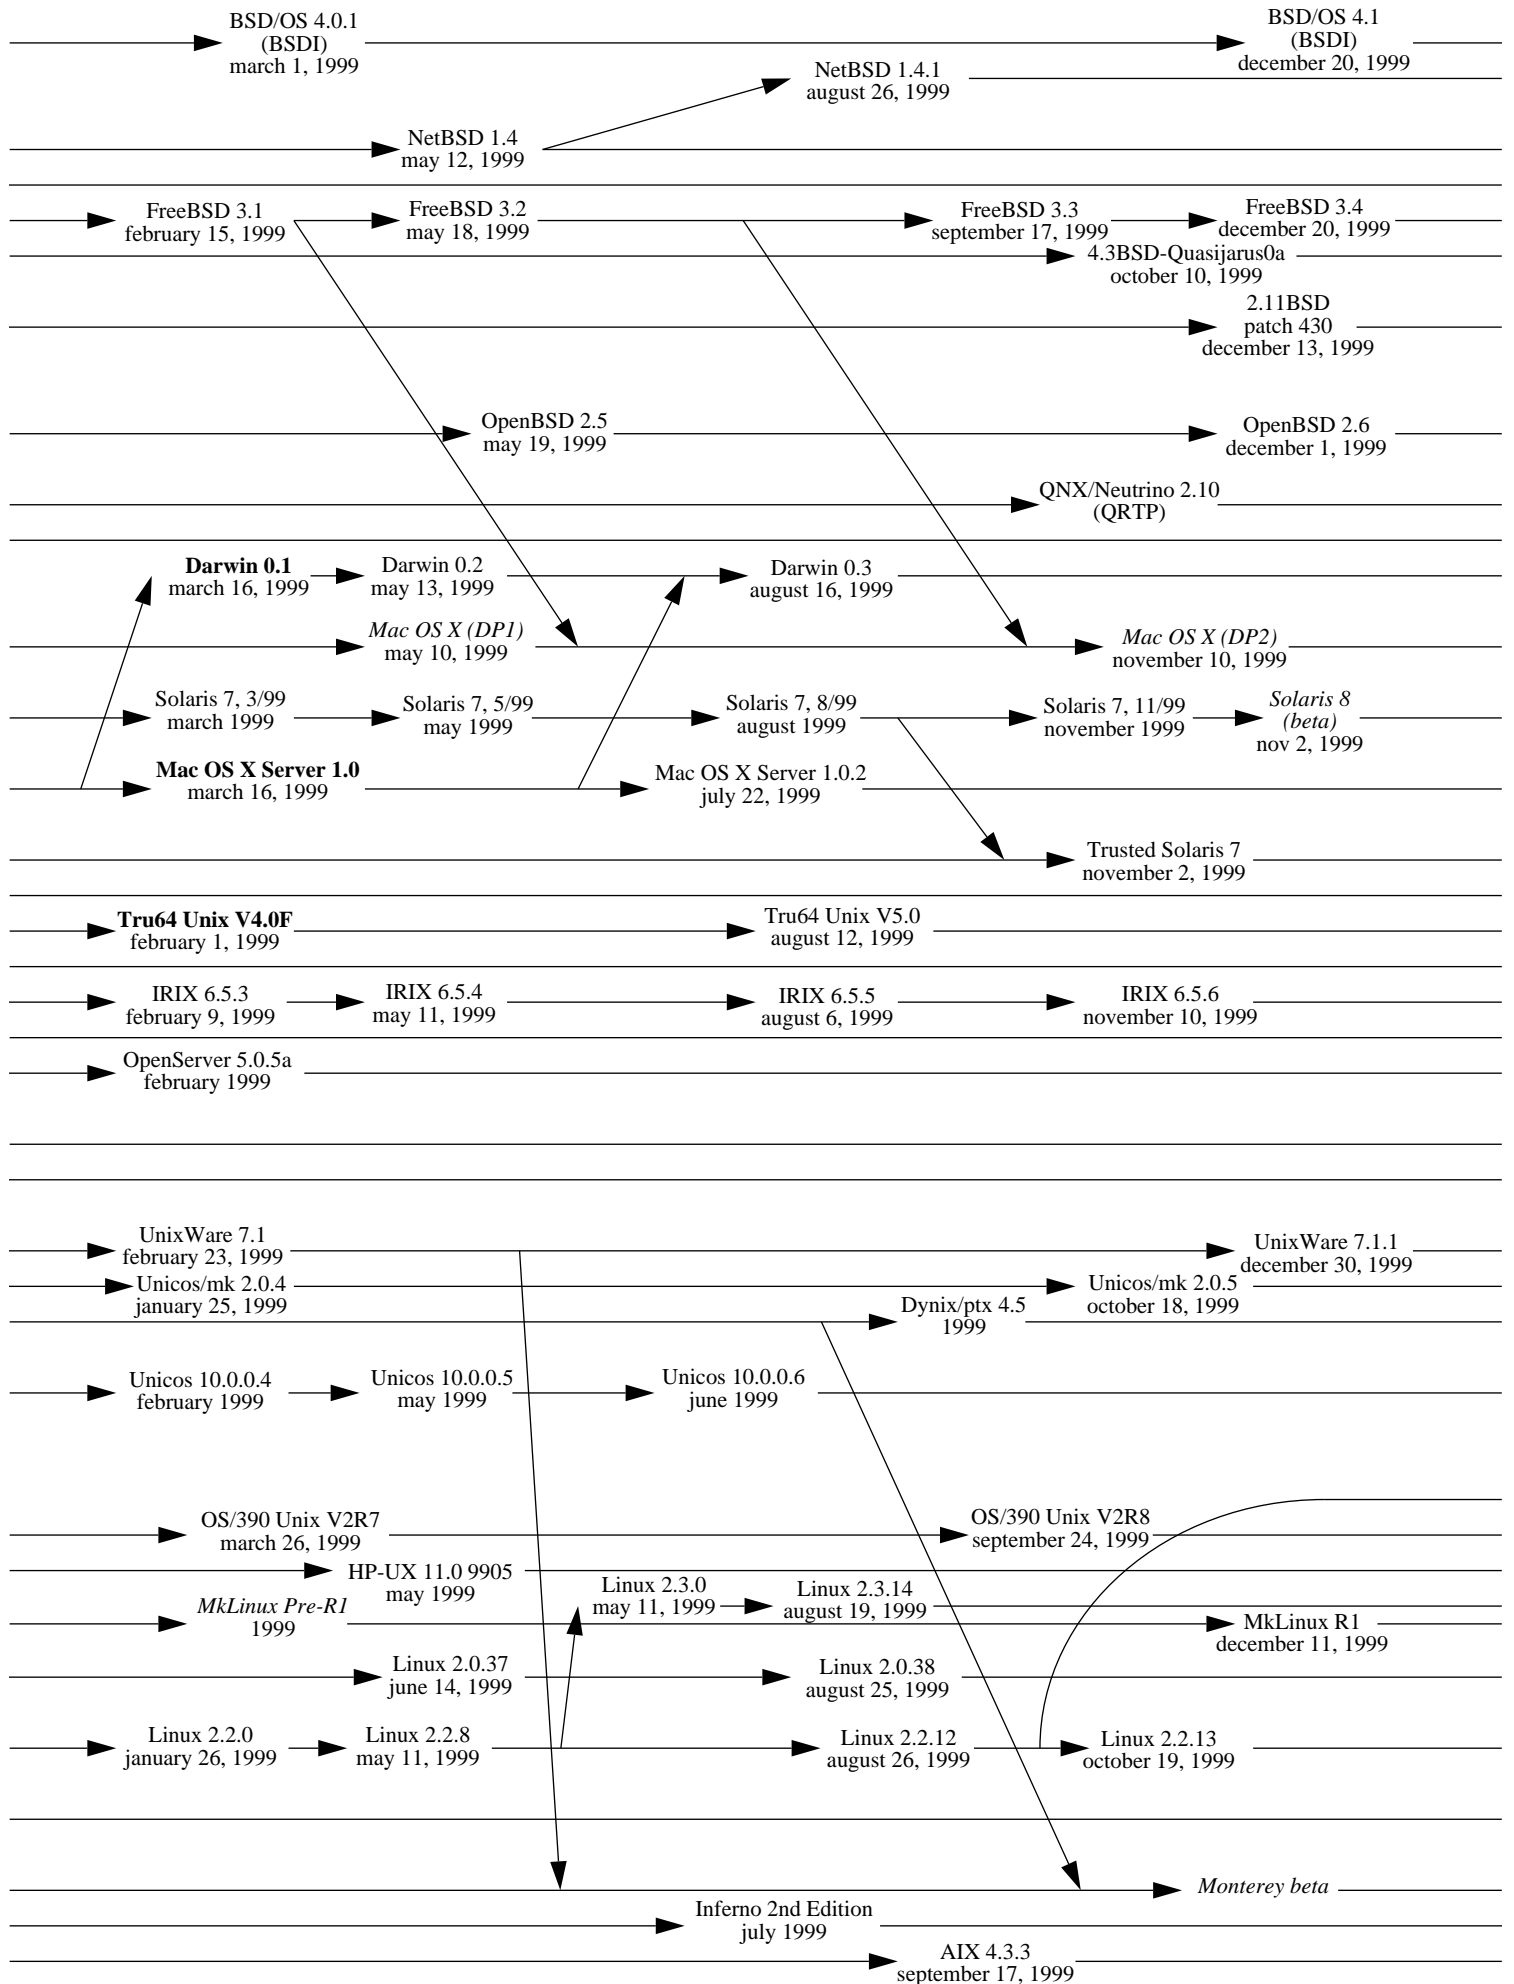 BSD/OS 4.0.1
(BSDI)
march 1, 1999
BSD/OS 4.1
(BSDI)
december 20, 1999
NetBSD 1.4.1
august 26, 1999
NetBSD 1.4
may 12, 1999
FreeBSD 3.1
february 15, 1999
FreeBSD 3.2
may 18, 1999
FreeBSD 3.3
september 17, 1999
FreeBSD 3.4
december 20, 1999
4.3BSD-Quasijarus0a
october 10, 1999
2.11BSD
patch 430
december 13, 1999
OpenBSD 2.5
may 19, 1999
OpenBSD 2.6
december 1, 1999
QNX/Neutrino 2.10
(QRTP)
Darwin 0.1
march 16, 1999
Darwin 0.2
may 13, 1999
Darwin 0.3
august 16, 1999
Mac OS X (DP1)
may 10, 1999
Mac OS X (DP2)
november 10, 1999
Solaris 7, 3/99
march 1999
Solaris 7, 5/99
may 1999
Solaris 7, 8/99
august 1999
Solaris 7, 11/99
november 1999
Solaris 8
(beta)
nov 2, 1999
Mac OS X Server 1.0
march 16, 1999
Mac OS X Server 1.0.2
july 22, 1999
Trusted Solaris 7
november 2, 1999
Tru64 Unix V4.0F
february 1, 1999
Tru64 Unix V5.0
august 12, 1999
IRIX 6.5.3
february 9, 1999
IRIX 6.5.4
may 11, 1999
IRIX 6.5.5
august 6, 1999
IRIX 6.5.6
november 10, 1999
OpenServer 5.0.5a
february 1999
UnixWare 7.1
february 23, 1999
UnixWare 7.1.1
december 30, 1999
Unicos/mk 2.0.4
january 25, 1999
Unicos/mk 2.0.5
october 18, 1999
Dynix/ptx 4.5
1999
Unicos 10.0.0.4
february 1999
Unicos 10.0.0.5
may 1999
Unicos 10.0.0.6
june 1999
OS/390 Unix V2R7
march 26, 1999
OS/390 Unix V2R8
september 24, 1999
HP-UX 11.0 9905
may 1999
Linux 2.3.0
may 11, 1999
Linux 2.3.14
august 19, 1999
MkLinux Pre-R1
1999
MkLinux R1
december 11, 1999
Linux 2.0.37
june 14, 1999
Linux 2.0.38
august 25, 1999
Linux 2.2.0
january 26, 1999
Linux 2.2.8
may 11, 1999
Linux 2.2.12
august 26, 1999
Linux 2.2.13
october 19, 1999
Monterey beta
Inferno 2nd Edition
july 1999
AIX 4.3.3
september 17, 1999